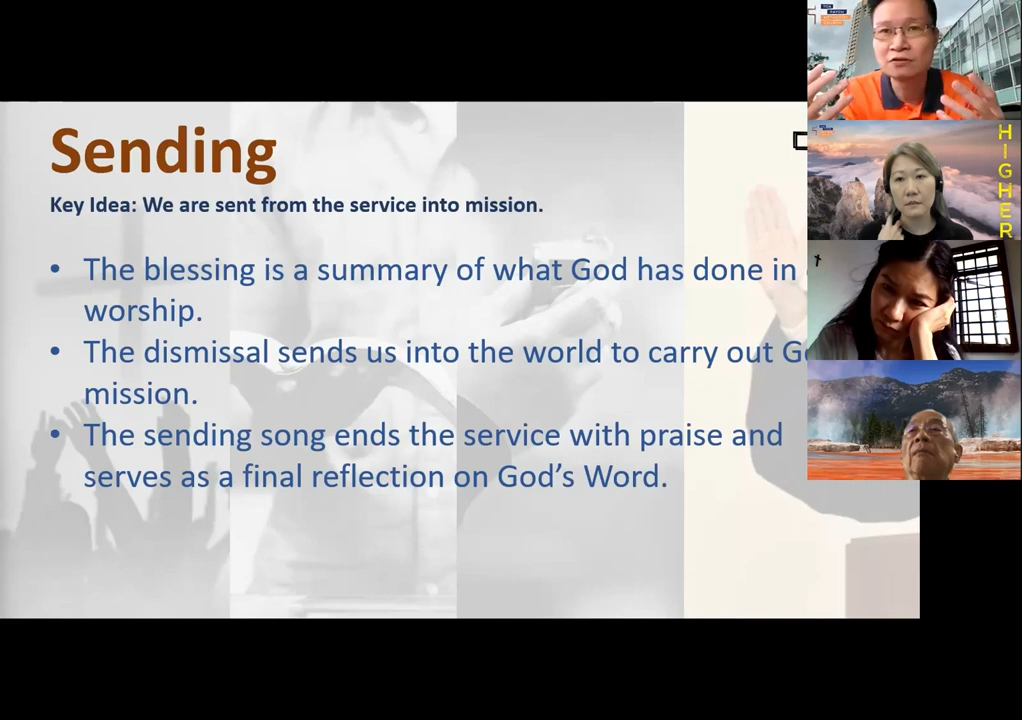 Sending
Key Idea: We are sent from the service into mission.
• The blessing is a summary of what God has done in
worship.
• The dismissal sends us into the world to carry out
mission.
• The sending song ends the service with praise and
serves as a final reflection on God's Word.
HIGHER